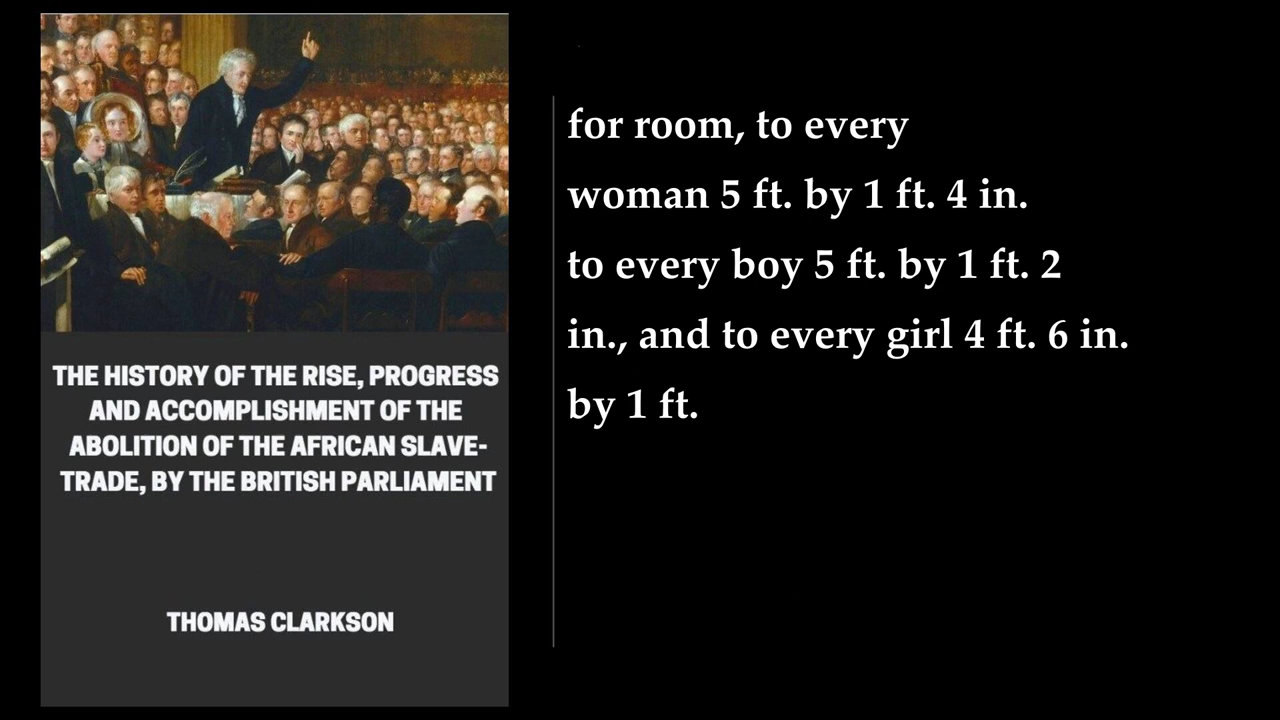 THE HISTORY OF THE RISE, PROGRESS
AND ACCOMPLISHMENT OF THE
ABOLITION OF THE AFRICAN SLAVE-
TRADE, BY THE BRITISH PARLIAMENT
THOMAS CLARKSON
for room, to every
woman 5 ft. by 1 ft. 4 in.
to every boy 5 ft. by 1 ft. 2
in., and to every girl 4 ft. 6 in.
by 1 ft.